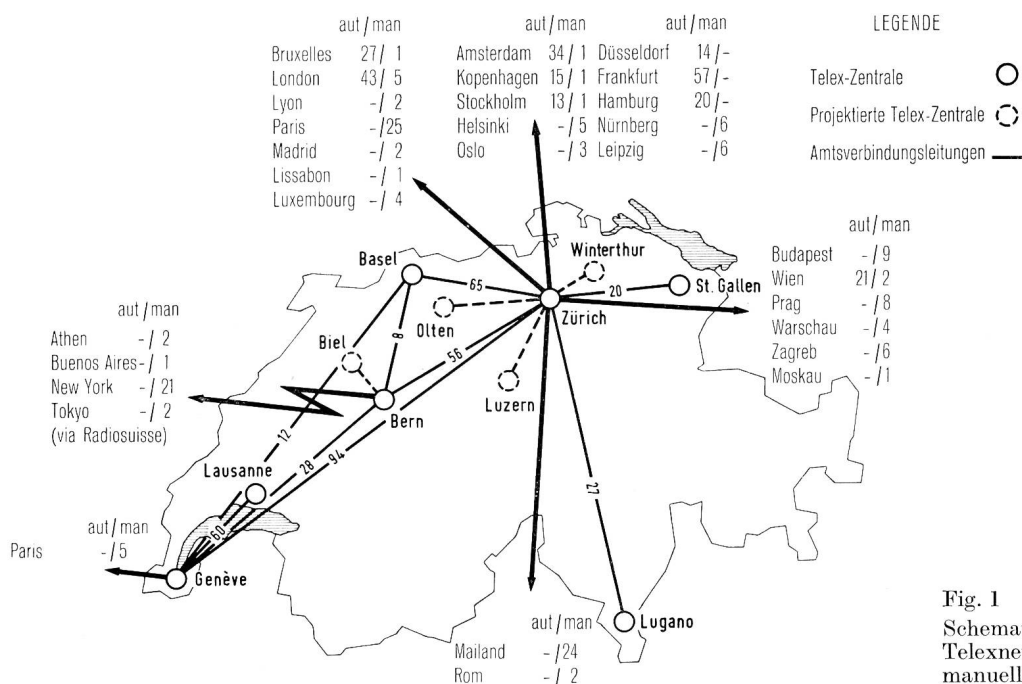 aut/man
Bruxelles 27/ 1
London 43/ 5
Lyon -/ 2
Paris -/25
Madrid -/ 2
Lissabon -/ 1
Luxembourg -/ 4
aut/man
Amsterdam 34/ 1
Kopenhagen 15/ 1
Stockholm 13/ 1
Helsinki -/ 5
Oslo -/ 3
aut/man
Düsseldorf 14/-
Frankfurt 57/-
Hamburg 20/-
Nürnberg -/6
Leipzig -/6
LEGENDE
Telex-Zentrale
Projektierte Telex-Zentrale
Amtsverbindungsleitungen
aut/man
Budapest -/9
Wien 21/2
Prag -/8
Warschau -/4
Zagreb -/6
Moskau -/1
Basel
65
Winterthur
20
St. Gallen
Olten
Zürich
8
Biel
56
Luzern
Bern
aut/man
Athen -/ 2
Buenos Aires -/ 1
New York -/21
Tokyo -/ 2
(via Radiosuisse)
12
28
94
27
Lausanne
60
aut/man
Paris -/5
Genève
Lugano
aut/man
Mailand -/24
Rom -/ 2
Fig. 1
Schema
Telexne
manuell